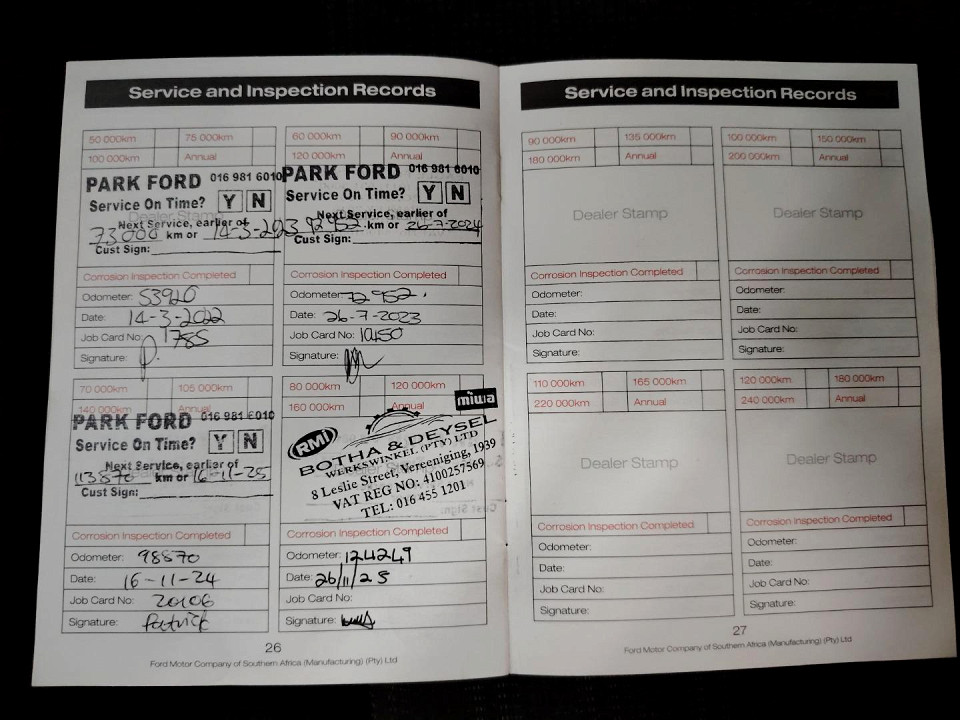 Service and Inspection Records
50 000km 75 000km
100 000km Annual
PARK FORD 016 981 6010
Service On Time? Y N
Dealer Stamp
Next Service, earlier of
73000 km or 14-3-2023
Cust Sign:
Corrosion Inspection Completed
Odometer: 53920
Date: 14-3-2022
Job Card No: 1785
Signature:
60 000km 90 000km
120 000km Annual
PARK FORD 016 981 6010
Service On Time? Y N
Next Service, earlier of
92952 km or 26-7-2024
Cust Sign:
Corrosion Inspection Completed
Odometer: 72952.
Date: 26-7-2023
Job Card No: 10450
Signature:
70 000km 105 000km
140 000km Annual
PARK FORD 016 981 6010
Service On Time? Y N
Next Service, earlier of
113870 km or 16-11-25
Cust Sign:
Corrosion Inspection Completed
Odometer: 98870
Date: 16-11-24
Job Card No: 20106
Signature: Patrick
80 000km 120 000km
160 000km Annual
miwa
RMI
BOTHA & DEYSEL
WERKSWINKEL (PTY) LTD
8 Leslie Street, Vereeniging, 1939
VAT REG NO: 4100257569
TEL: 016 455 1201
Corrosion Inspection Completed
Odometer: 124249
Date: 26/11/25
Job Card No:
Signature:
26
Ford Motor Company of Southern Africa (Manufacturing) (Pty) Ltd
Service and Inspection Records
90 000km 135 000km
180 000km Annual
Dealer Stamp
Corrosion Inspection Completed
Odometer:
Date:
Job Card No:
Signature:
100 000km 150 000km
200 000km Annual
Dealer Stamp
Corrosion Inspection Completed
Odometer:
Date:
Job Card No:
Signature:
110 000km 165 000km
220 000km Annual
Dealer Stamp
Corrosion Inspection Completed
Odometer:
Date:
Job Card No:
Signature:
120 000km 180 000km
240 000km Annual
Dealer Stamp
Corrosion Inspection Completed
Odometer:
Date:
Job Card No:
Signature:
27
Ford Motor Company of Southern Africa (Manufacturing) (Pty) Ltd